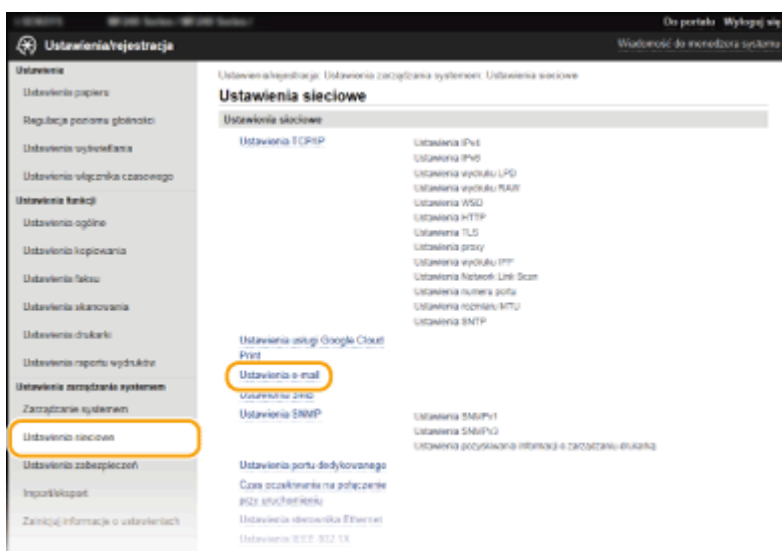 Do portalu Wyloguj się
Ustawienia/rejestracja
Wiadomość do menedżera systemu
Ustawienia
Ustawienia papieru
Regulacja poziomu głośności
Ustawienia wyświetlania
Ustawienia włącznika czasowego
Ustawienia funkcji
Ustawienia ogólne
Ustawienia kopiowania
Ustawienia faksu
Ustawienia skanowania
Ustawienia drukarki
Ustawienia raportu wydruków
Ustawienia zarządzania systemem
Zarządzanie systemem
Ustawienia sieciowe
Ustawienia zabezpieczeń
Import/eksport
Zainicjuj informacje o ustawieniach
Ustawienia/rejestracja: Ustawienia zarządzania systemem: Ustawienia sieciowe
Ustawienia sieciowe
Ustawienia sieciowe
Ustawienia TCP/IP
Ustawienia IPv4
Ustawienia IPv6
Ustawienia wydruku LPD
Ustawienia wydruku RAW
Ustawienia WSD
Ustawienia HTTP
Ustawienia TLS
Ustawienia proxy
Ustawienia wydruku IPP
Ustawienia Network Link Scan
Ustawienia numeru portu
Ustawienia rozmiaru MTU
Ustawienia SNTP
Ustawienia usługi Google Cloud
Print
Ustawienia e-mail
Ustawienia SMB
Ustawienia SNMP
Ustawienia SNMPv1
Ustawienia SNMPv3
Ustawienia pozyskiwania informacji o zarządzaniu drukarką
Ustawienia portu dedykowanego
Czas oczekiwania na połączenie
przy uruchomieniu
Ustawienia sterownika Ethernet
Ustawienia IEEE 802.1X